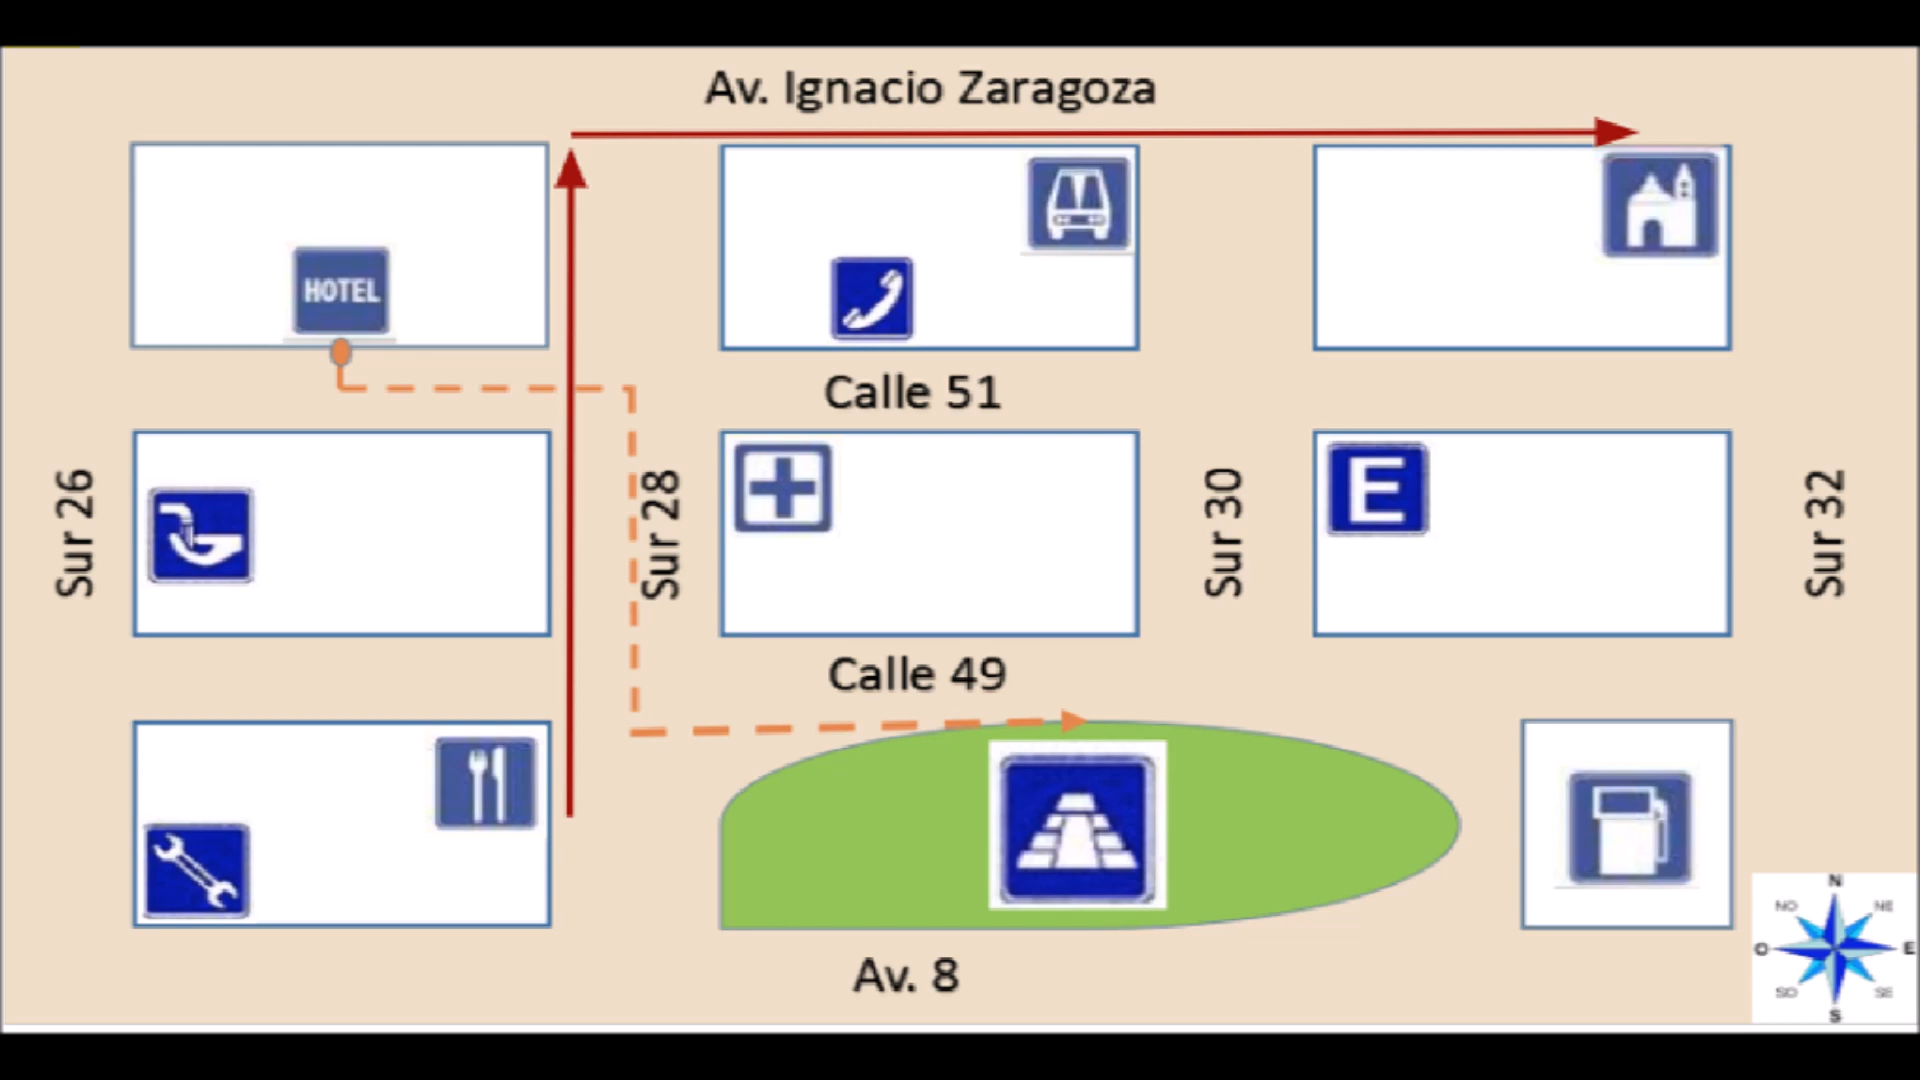 Av. Ignacio Zaragoza
HOTEL
Calle 51
Sur 26
Sur 28
E
Sur 30
Sur 32
Calle 49
Av. 8
N
NO
NE
O
E
SO
SE
S